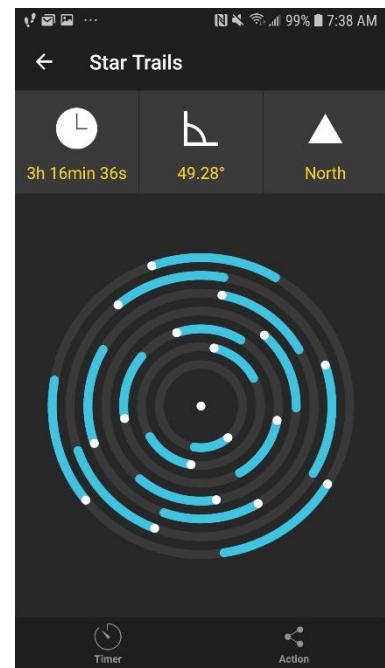 99% 7:38 AM
Star Trails
3h 16min 36s
49.28°
North
Timer
Action